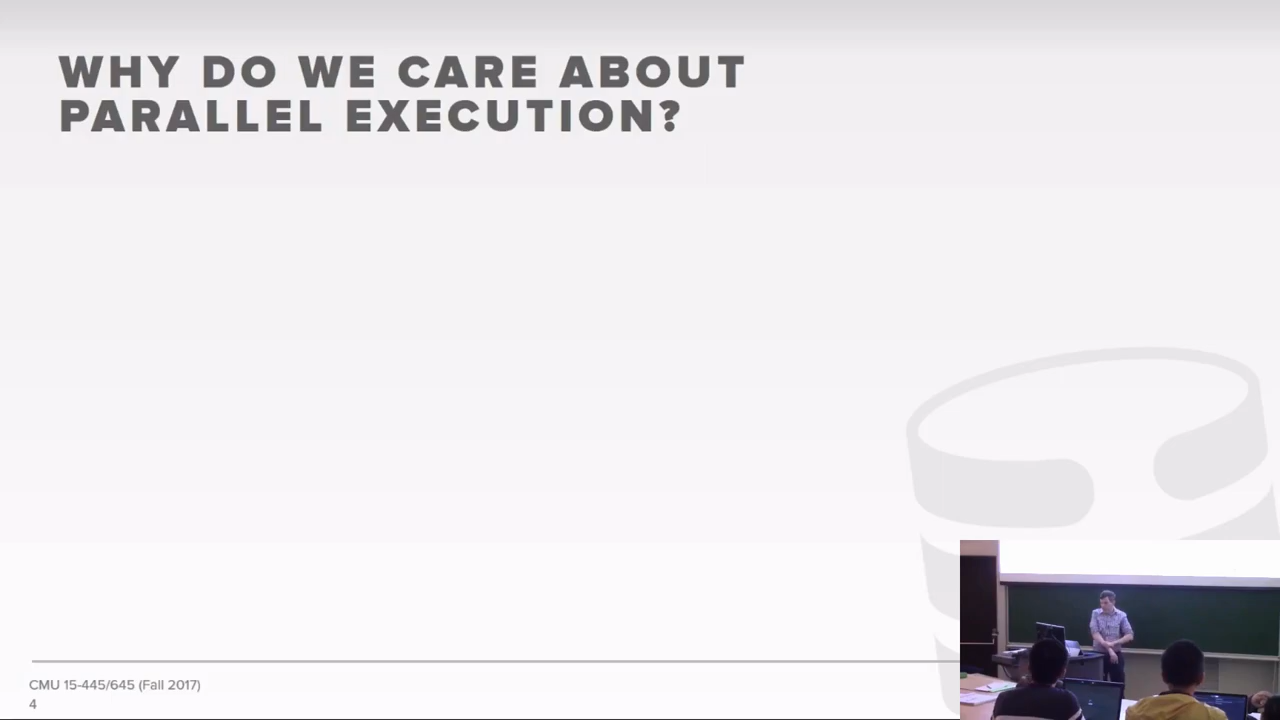 WHY DO WE CARE ABOUT
PARALLEL EXECUTION?
CMU 15-445/645 (Fall 2017)
4